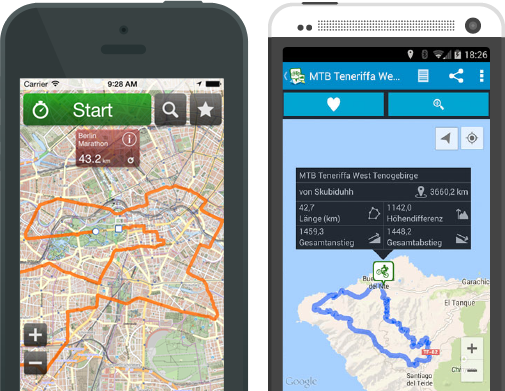 Carrier 9:28 AM
Start
Berlin
Marathon
43.2 km
+
−
18:26
MTB Teneriffa We...
MTB Teneriffa West Tenogebirge
von Skubiduhh 3660,2 km
42,7 1142,0
Länge (km) Höhendifferenz
1459,3 1448,2
Gesamtanstieg Gesamtabstieg
Garachic
El Tanque
Santiago
del Teide
Google
+
−